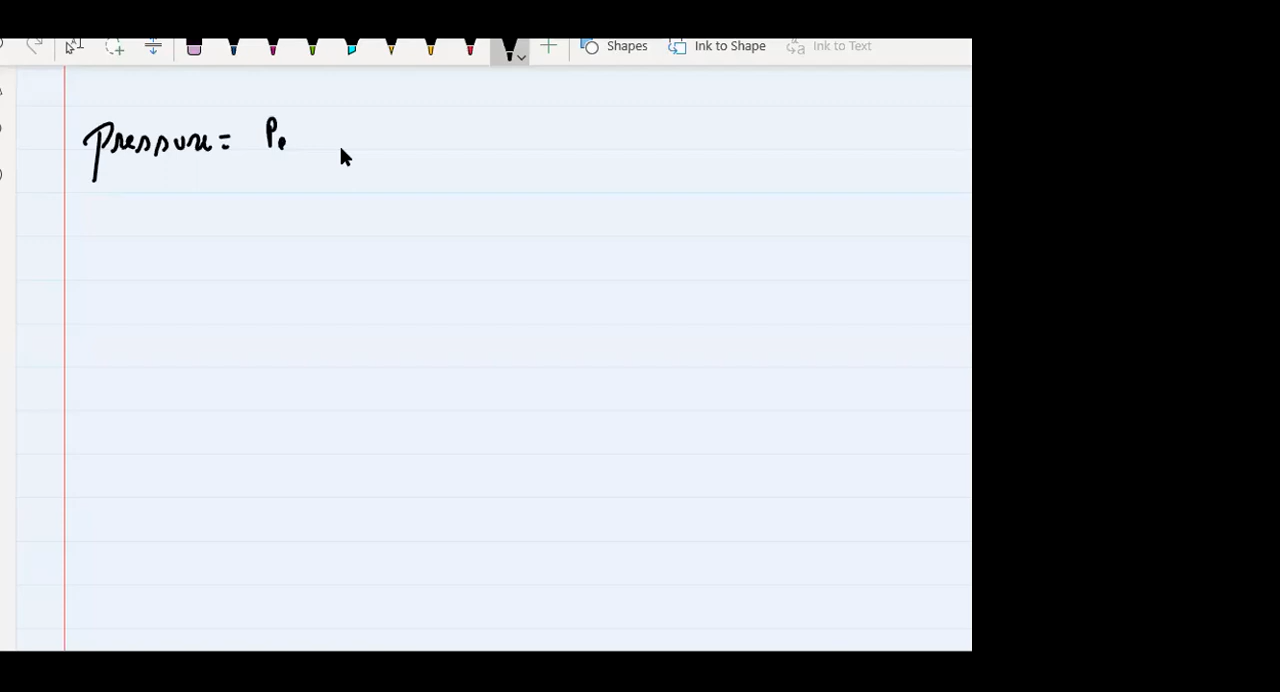 Shapes Ink to Shape Ink to Text
Pressure = P.